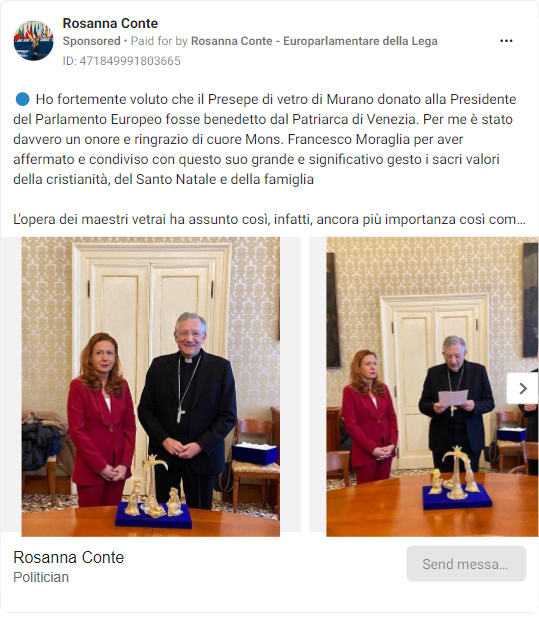 Rosanna Conte
Sponsored • Paid for by Rosanna Conte - Europarlamentare della Lega
ID: 471849991803665
Ho fortemente voluto che il Presepe di vetro di Murano donato alla Presidente
del Parlamento Europeo fosse benedetto dal Patriarca di Venezia. Per me è stato
davvero un onore e ringrazio di cuore Mons. Francesco Moraglia per aver
affermato e condiviso con questo suo grande e significativo gesto i sacri valori
della cristianità, del Santo Natale e della famiglia
L'opera dei maestri vetrai ha assunto così, infatti, ancora più importanza così com...
Rosanna Conte
Politician
Send messa...